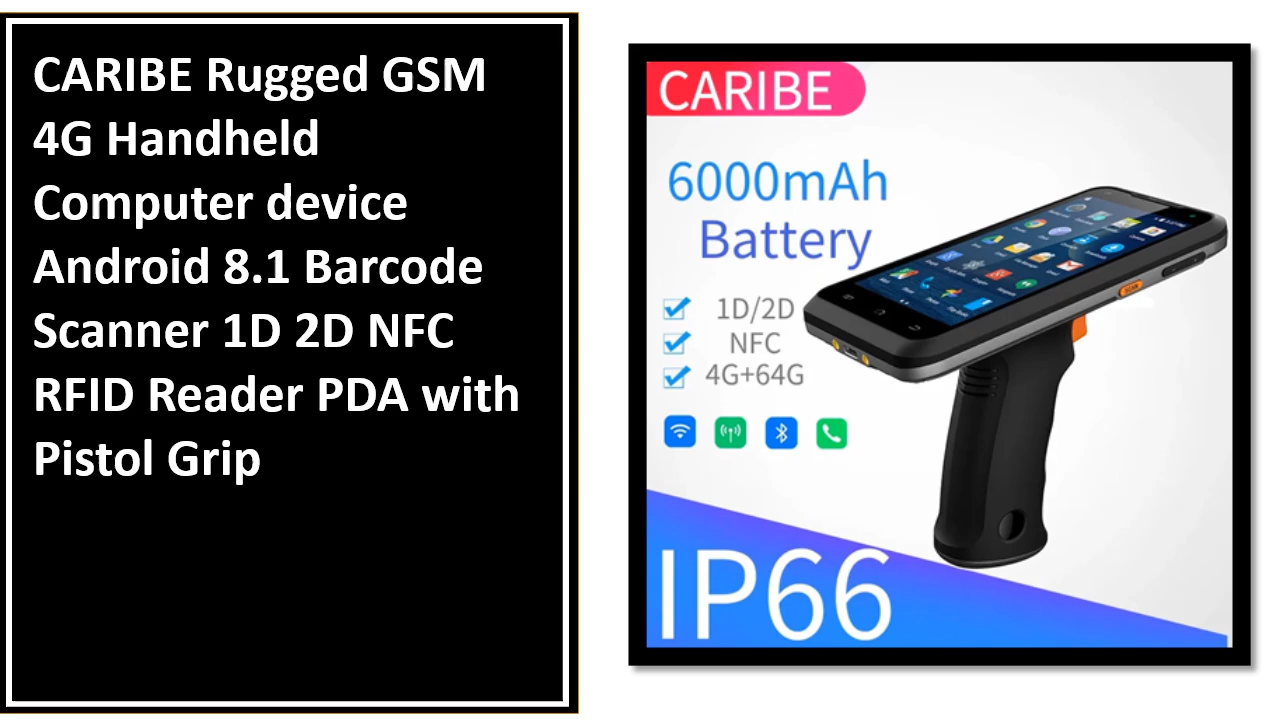 CARIBE Rugged GSM
4G Handheld
Computer device
Android 8.1 Barcode
Scanner 1D 2D NFC
RFID Reader PDA with
Pistol Grip
CARIBE
6000mAh
Battery
1D/2D
NFC
4G+64G
SCAN
IP66